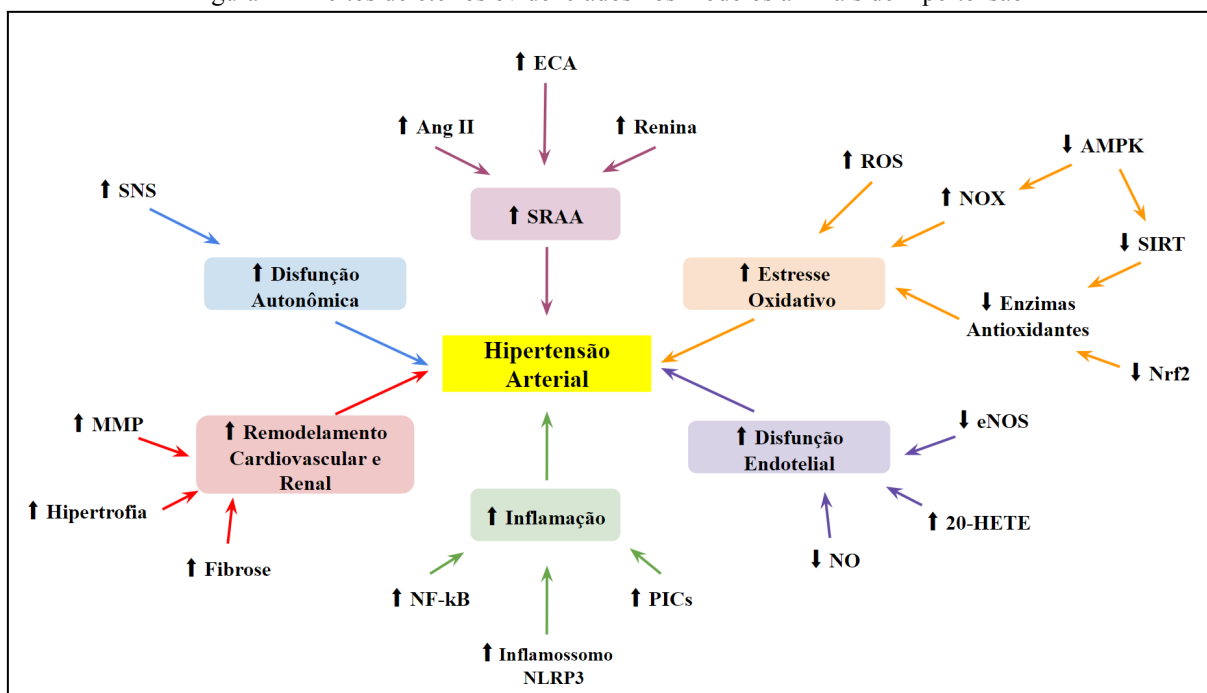 ⬆ ECA
⬆ Ang II
⬆ Renina
⬆ SRAA
⬆ SNS
⬆ Disfunção
Autonômica
⬆ ROS
⬇ AMPK
⬆ NOX
⬇ SIRT
⬆ Estresse
Oxidativo
⬇ Enzimas
Antioxidantes
⬇ Nrf2
Hipertensão
Arterial
⬆ MMP
⬆ Remodelamento
Cardiovascular e
Renal
⬆ Hipertrofia
⬆ Fibrose
⬆ Inflamação
⬆ NF-kB
⬆ PICs
⬆ Inflamossomo
NLRP3
⬆ Disfunção
Endotelial
⬇ eNOS
⬆ 20-HETE
⬇ NO